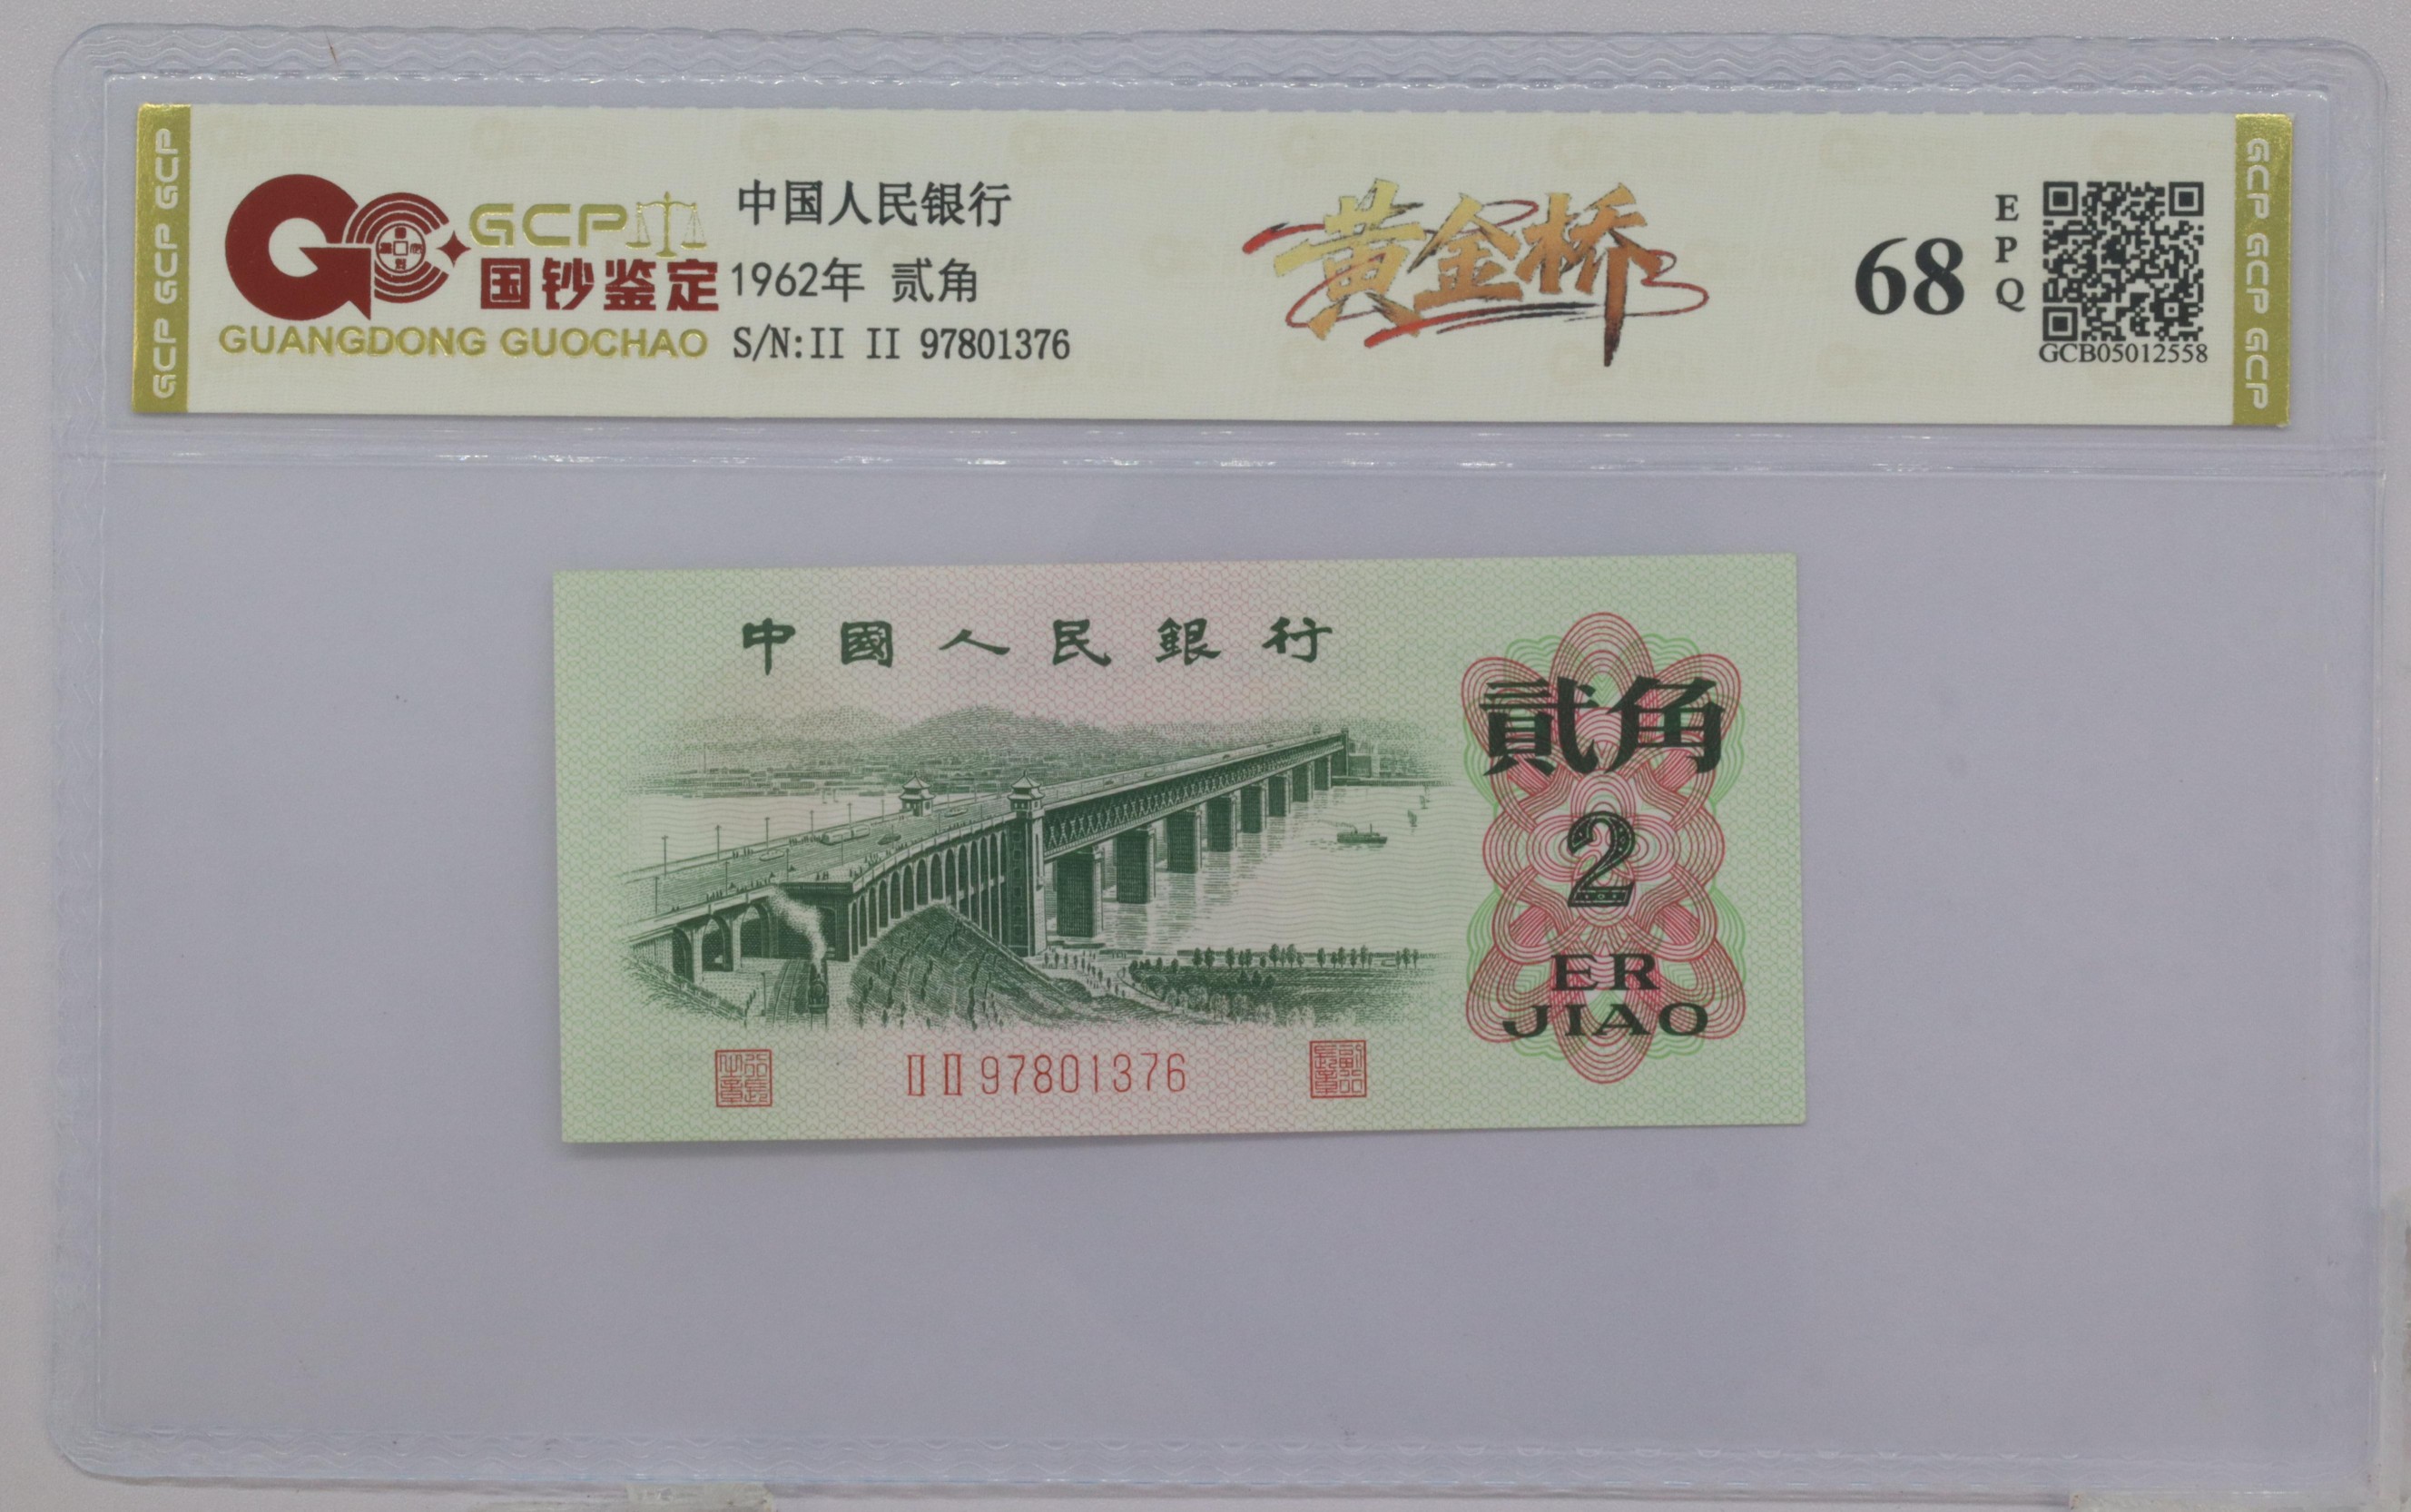 GCP GCP GCP
GCP
国钞鉴定
GUANGDONG GUOCHAO
中国人民银行
1962年 贰角
S/N:II II 97801376
黄金桥
68
EPQ
GCB05012558
GCP GCP GCP
中國人民銀行
貳角
2
ER
JIAO
II II 97801376